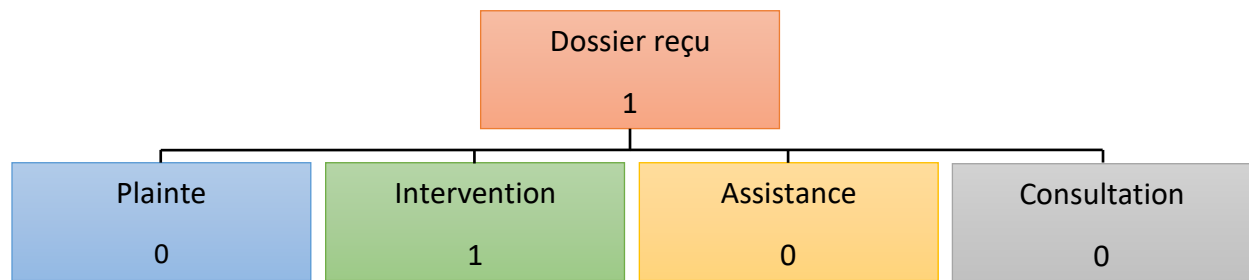 Dossier reçu
1
Plainte
0
Intervention
1
Assistance
0
Consultation
0